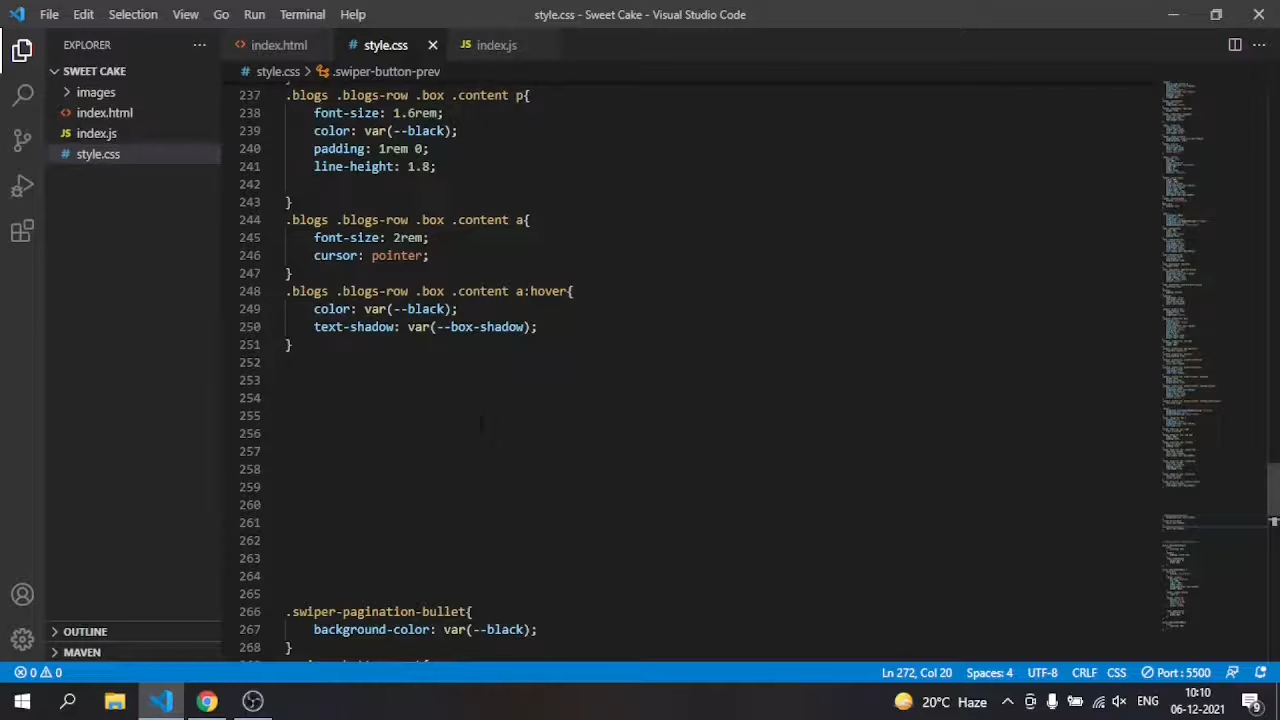 File Edit Selection View Go Run Terminal Help
style.css - Sweet Cake - Visual Studio Code
EXPLORER
index.html
style.css
JS index.js
SWEET CAKE
images
index.html
JS index.js
# style.css
# style.css > .swiper-button-prev
237 .blogs .blogs-row .box .content p{
238 font-size: 1.6rem;
239 color: var(--black);
240 padding: 1rem 0;
241 line-height: 1.8;
242
243 }
244 .blogs .blogs-row .box .content a{
245 font-size: 2rem;
246 cursor: pointer;
247 }
248 .blogs .blogs-row .box .content a:hover{
249 color: var(--black);
250 text-shadow: var(--box-shadow);
251 }
252
253
254
255
256
257
258
259
260
261
262
263
264
265
266 .swiper-pagination-bullet{
267 background-color: var(--black);
268 }
OUTLINE
MAVEN
0 0
Ln 272, Col 20 Spaces: 4 UTF-8 CRLF CSS Port : 5500
20°C Haze
ENG
10:10
06-12-2021
9